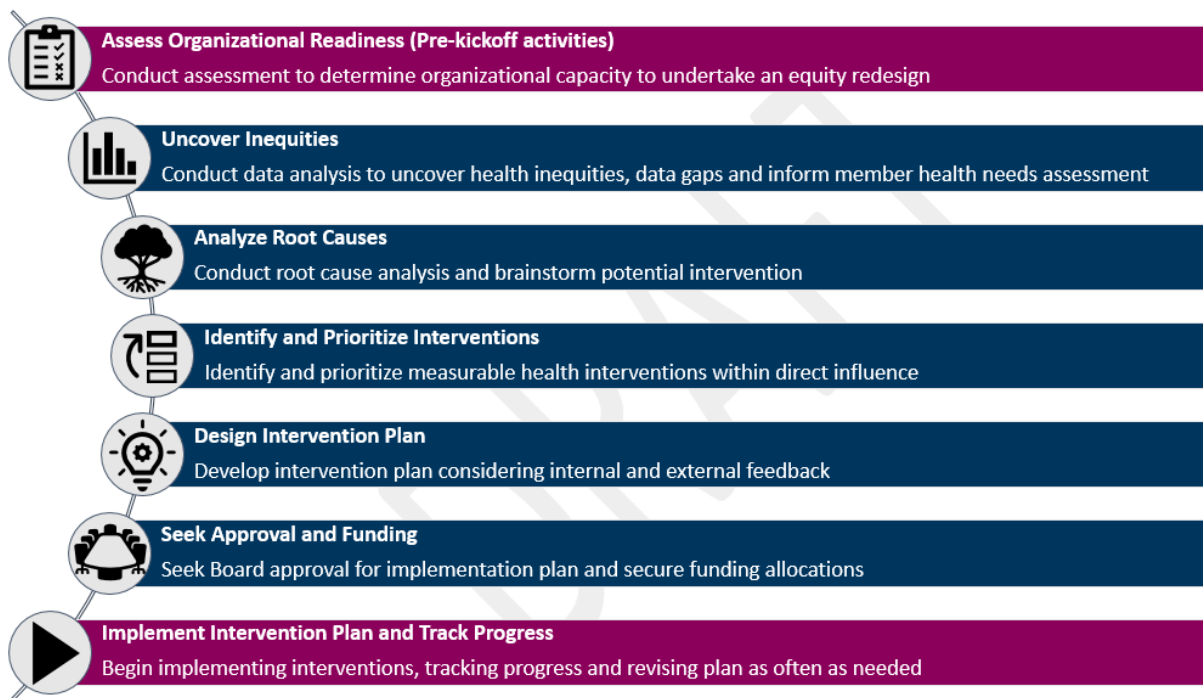 Assess Organizational Readiness (Pre-kickoff activities)
Conduct assessment to determine organizational capacity to undertake an equity redesign
Uncover Inequities
Conduct data analysis to uncover health inequities, data gaps and inform member health needs assessment
Analyze Root Causes
Conduct root cause analysis and brainstorm potential intervention
Identify and Prioritize Interventions
Identify and prioritize measurable health interventions within direct influence
Design Intervention Plan
Develop intervention plan considering internal and external feedback
Seek Approval and Funding
Seek Board approval for implementation plan and secure funding allocations
Implement Intervention Plan and Track Progress
Begin implementing interventions, tracking progress and revising plan as often as needed
DRAFT